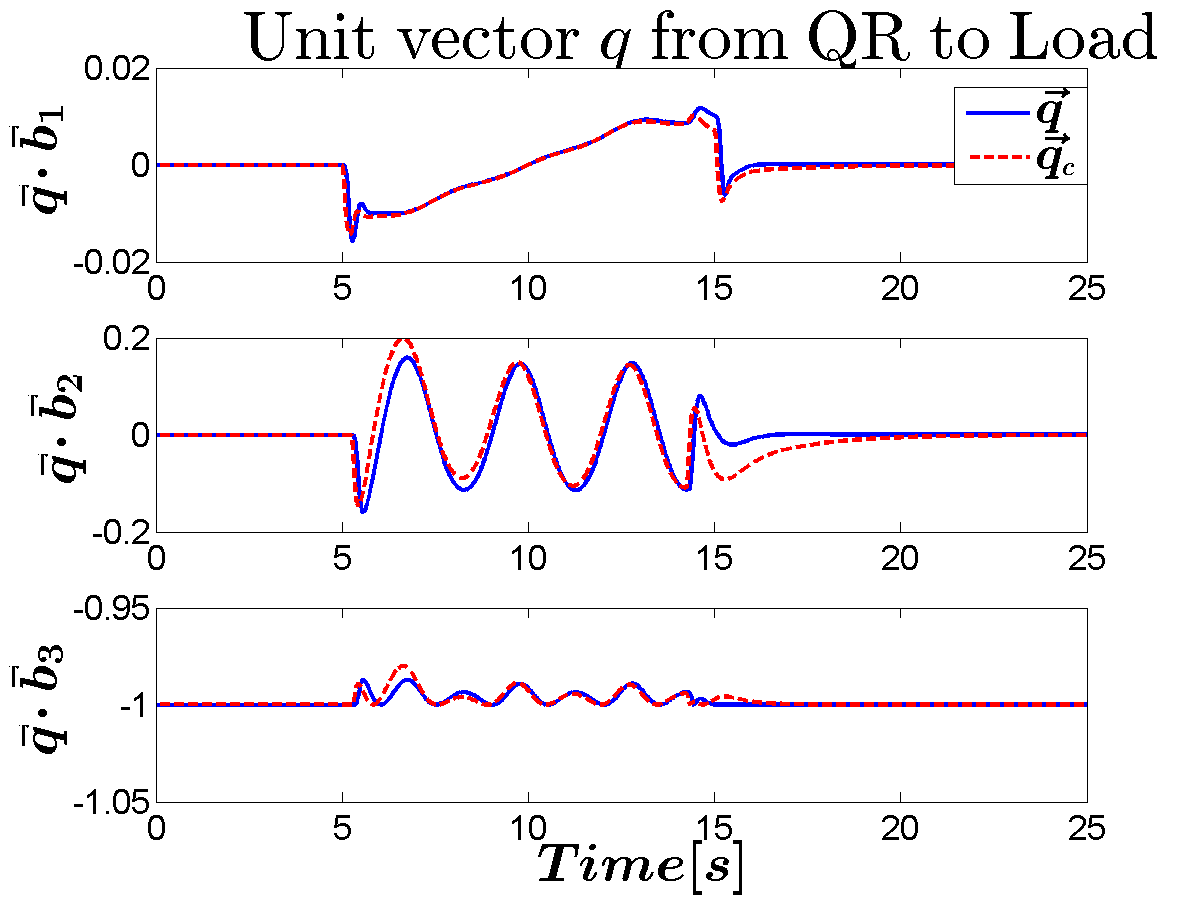 Unit vector q from QR to Load
0.02
0
-0.02
q̄ · b̄₁
q⃗
q⃗c
0 5 10 15 20 25
0.2
0
-0.2
q̄ · b̄₂
0 5 10 15 20 25
-0.95
-1
-1.05
q̄ · b̄₃
0 5 10 15 20 25
Time[s]